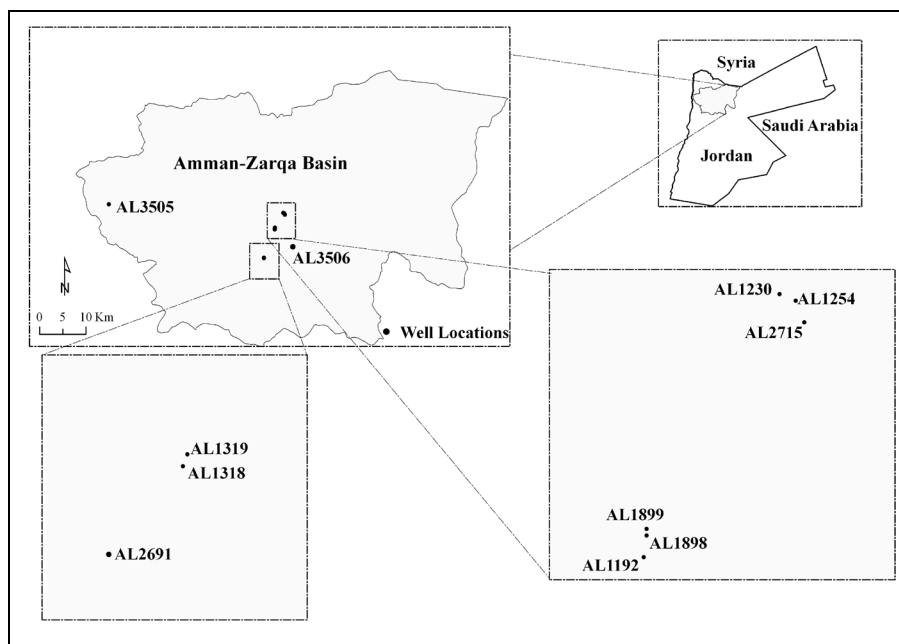 Syria
Saudi Arabia
Jordan
Amman-Zarqa Basin
AL3505
AL3506
N
0 5 10 Km
Well Locations
AL1230
AL1254
AL2715
AL1319
AL1318
AL2691
AL1899
AL1898
AL1192